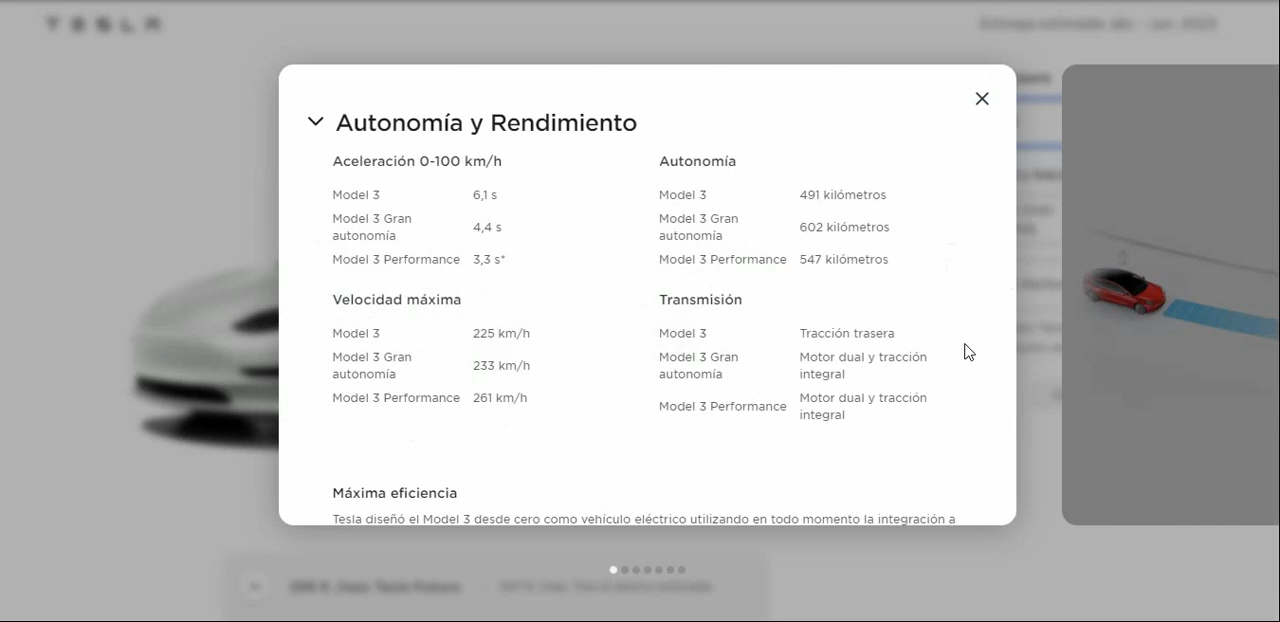 TESLA
Autonomía y Rendimiento
Aceleración 0-100 km/h
Model 3 6,1 s
Model 3 Gran
autonomía 4,4 s
Model 3 Performance 3,3 s*
Autonomía
Model 3 491 kilómetros
Model 3 Gran
autonomía 602 kilómetros
Model 3 Performance 547 kilómetros
Velocidad máxima
Model 3 225 km/h
Model 3 Gran
autonomía 233 km/h
Model 3 Performance 261 km/h
Transmisión
Model 3 Tracción trasera
Model 3 Gran Motor dual y tracción
autonomía integral
Model 3 Performance Motor dual y tracción
integral
Máxima eficiencia
Tesla diseñó el Model 3 desde cero como vehículo eléctrico utilizando en todo momento la integración a